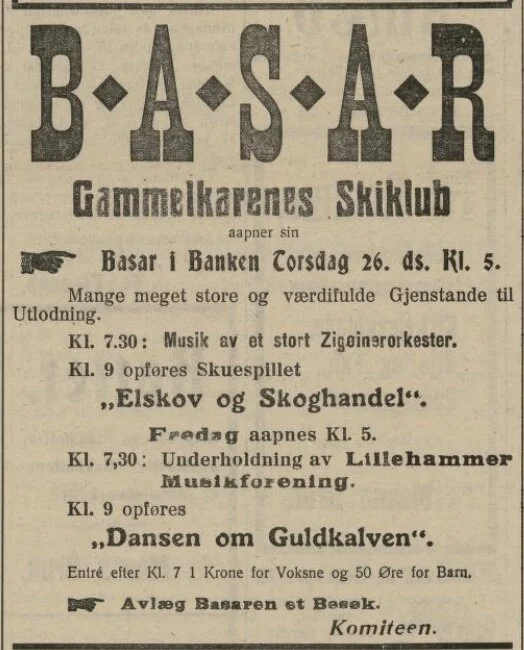 B◆A◆S◆A◆R
Gammelkarenes Skiklub
aapner sin
Basar i Banken Torsdag 26. ds. Kl. 5.
Mange meget store og værdifulde Gjenstande til
Utlodning.
Kl. 7.30: Musik av et stort Zigøinerorkester.
Kl. 9 opføres Skuespillet
„Elskov og Skoghandel“.
Fredag aapnes Kl. 5.
Kl. 7,30: Underholdning av Lillehammer
Musikforening.
Kl. 9 opføres
„Dansen om Guldkalven“.
Entré efter Kl. 7 1 Krone for Voksne og 50 Øre for Barn.
Avlæg Basaren et Besøk.
Komiteen.